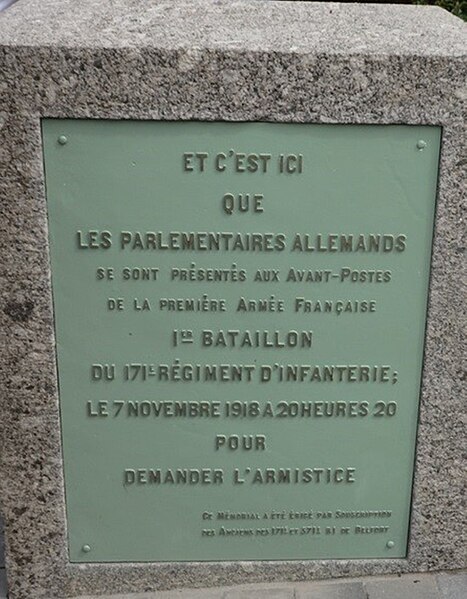 ET C'EST ICI
QUE
LES PARLEMENTAIRES ALLEMANDS
SE SONT PRÉSENTÉS AUX AVANT-POSTES
DE LA PREMIÉRE ARMÉE FRANÇAISE
1ER BATAILLON
DU 171E RÉGIMENT D'INFANTERIE;
LE 7 NOVEMBRE 1918 A 20 HEURES 20
POUR
DEMANDER L'ARMISTICE
CE MÉMORIAL A ÉTÉ ÉRIGÉ PAR SOUSCRIPTION
DES ANCIENS DES 171E ET 371E R.I DE BELFORT